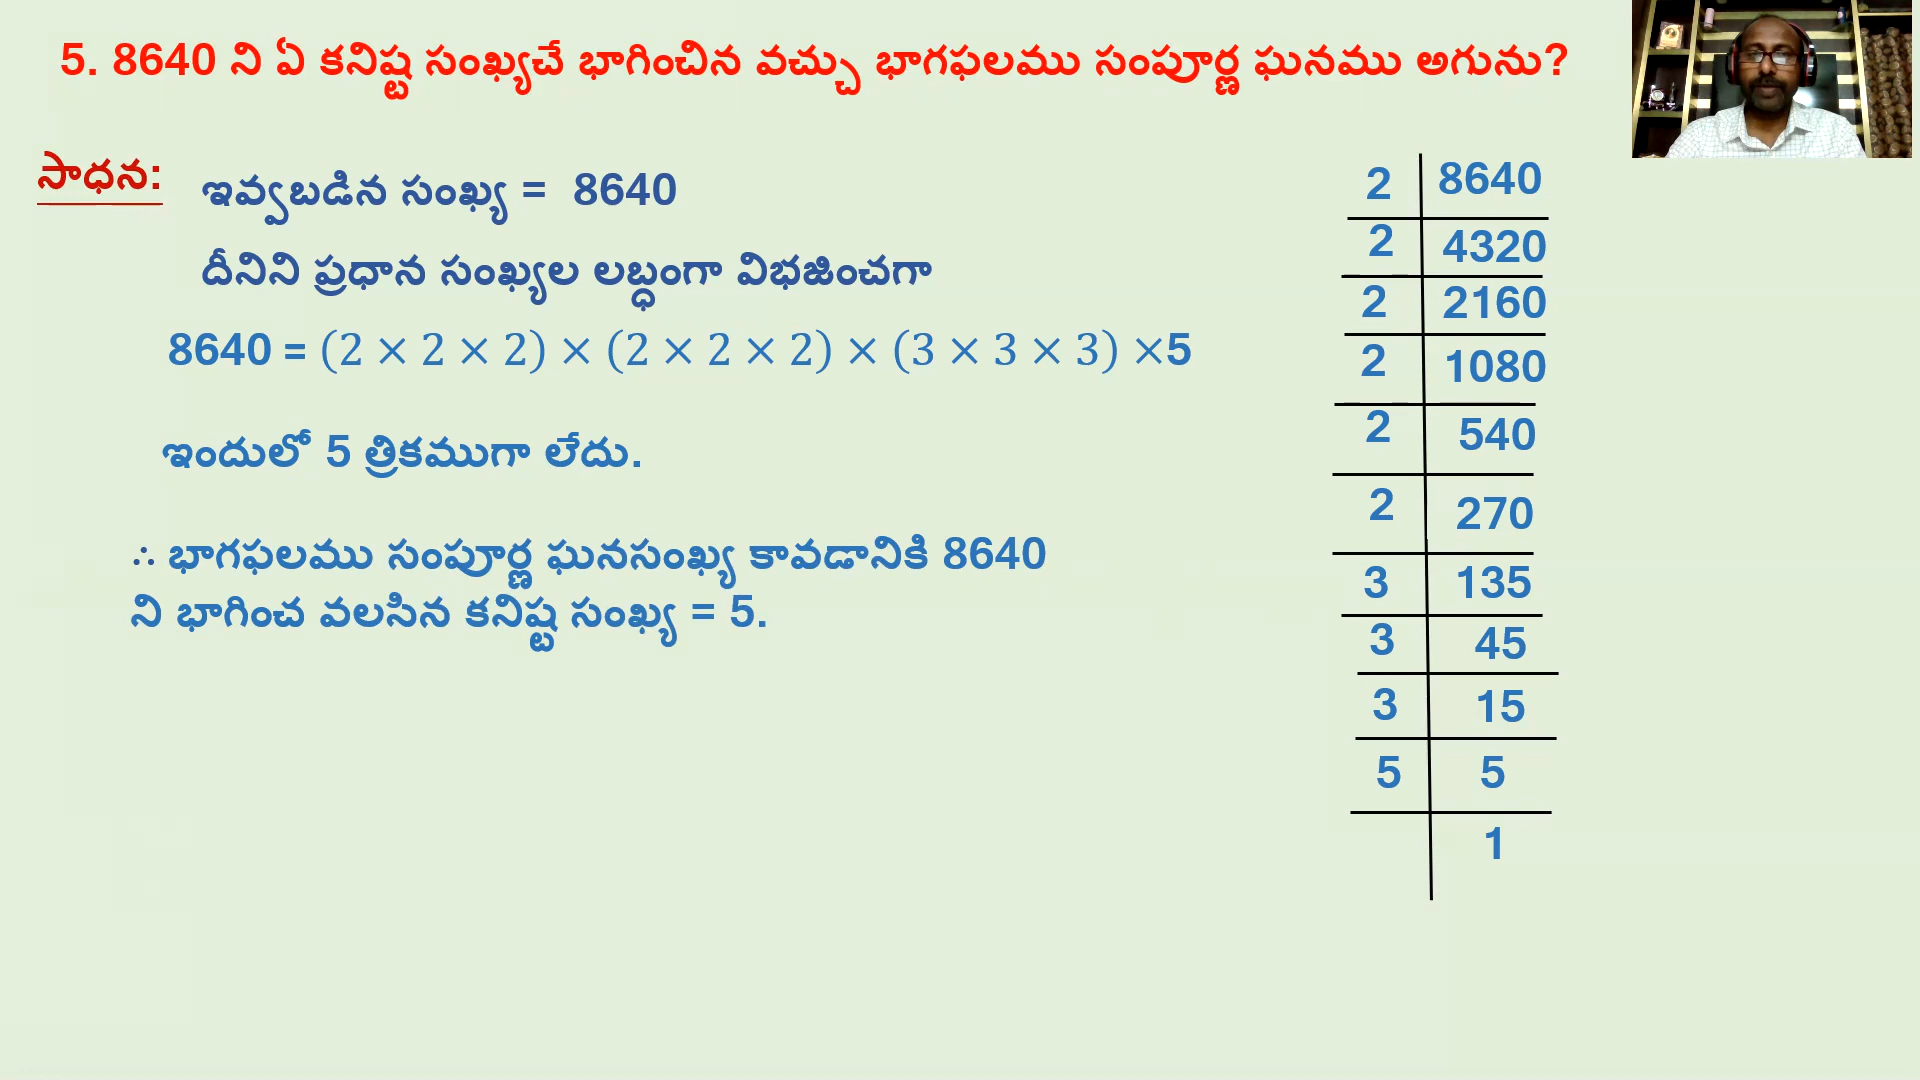 5. 8640 ని ఏ కనిష్ట సంఖ్యచే భాగించిన వచ్చు భాగఫలము సంపూర్ణ ఘనము అగును?
సాధన:
ఇవ్వబడిన సంఖ్య = 8640
దీనిని ప్రధాన సంఖ్యల లబ్ధంగా విభజించగా
8640 = (2 × 2 × 2) × (2 × 2 × 2) × (3 × 3 × 3) ×5
ఇందులో 5 త్రికముగా లేదు.
∴ భాగఫలము సంపూర్ణ ఘనసంఖ్య కావడానికి 8640
ని భాగించ వలసిన కనిష్ట సంఖ్య = 5.
2 8640
2 4320
2 2160
2 1080
2 540
2 270
3 135
3 45
3 15
5 5
1